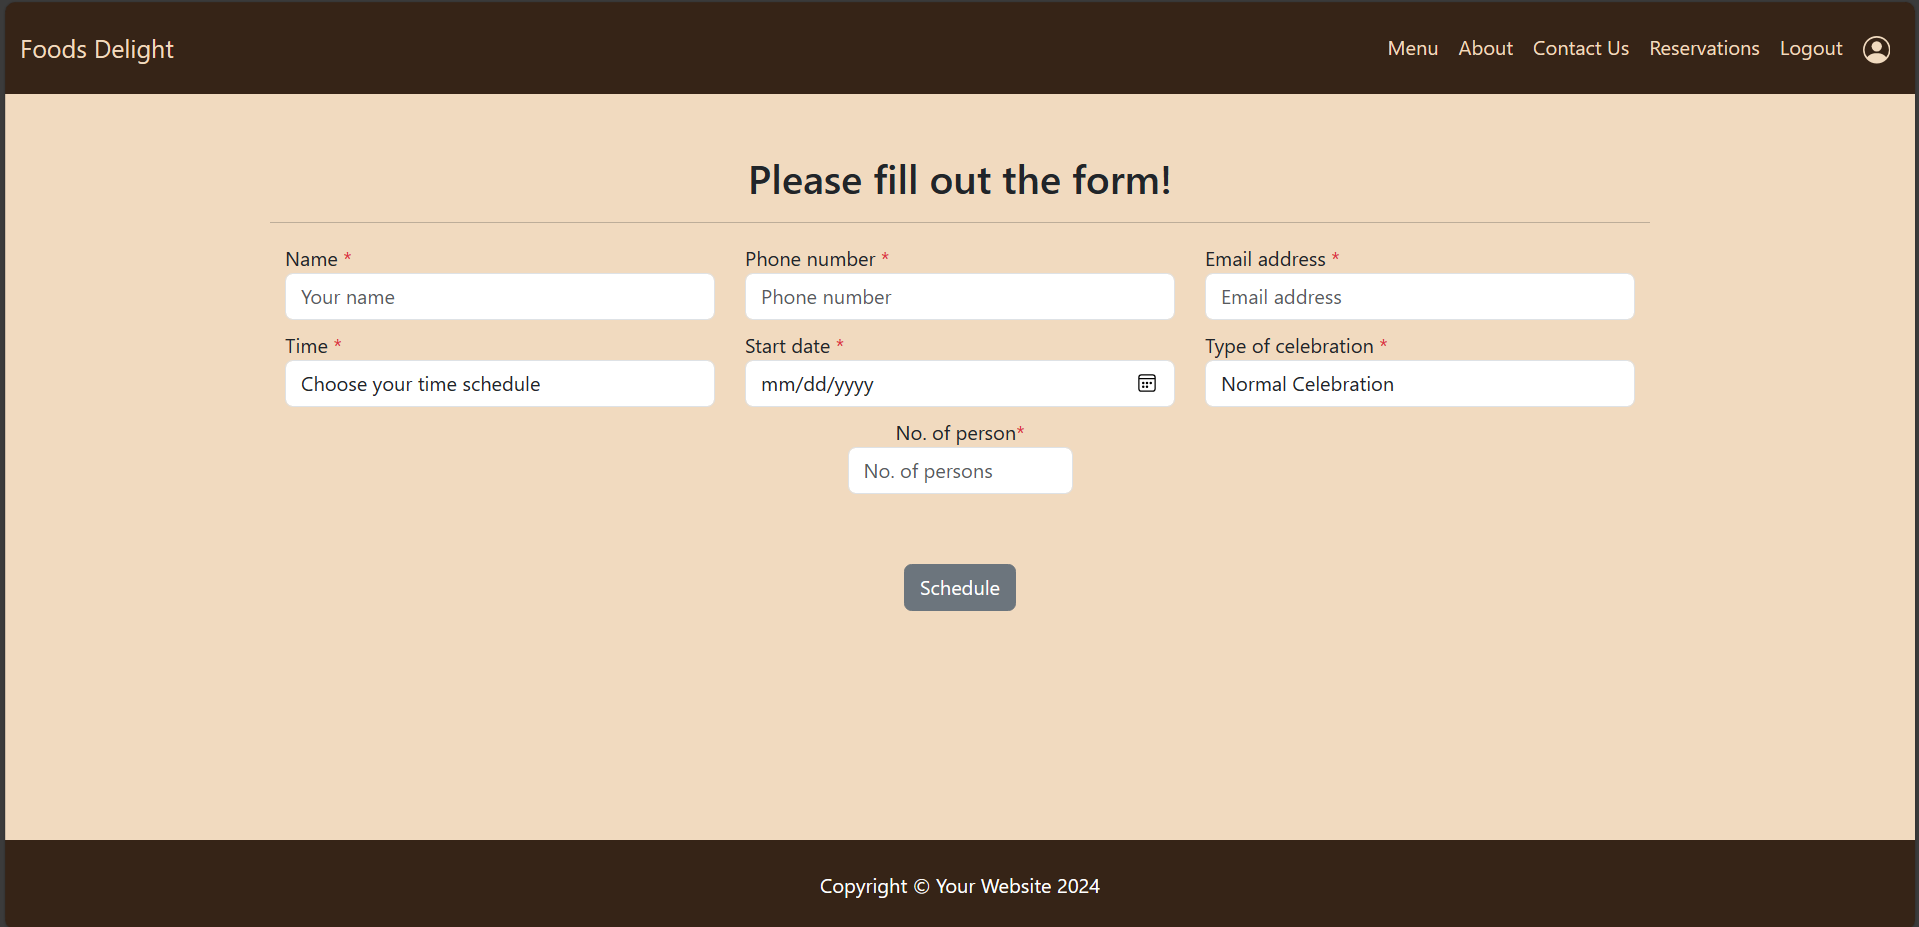 Foods Delight
Menu About Contact Us Reservations Logout
Please fill out the form!
Name * Phone number * Email address *
Your name Phone number Email address
Time * Start date * Type of celebration *
Choose your time schedule mm/dd/yyyy Normal Celebration
No. of person*
No. of persons
Schedule
Copyright © Your Website 2024